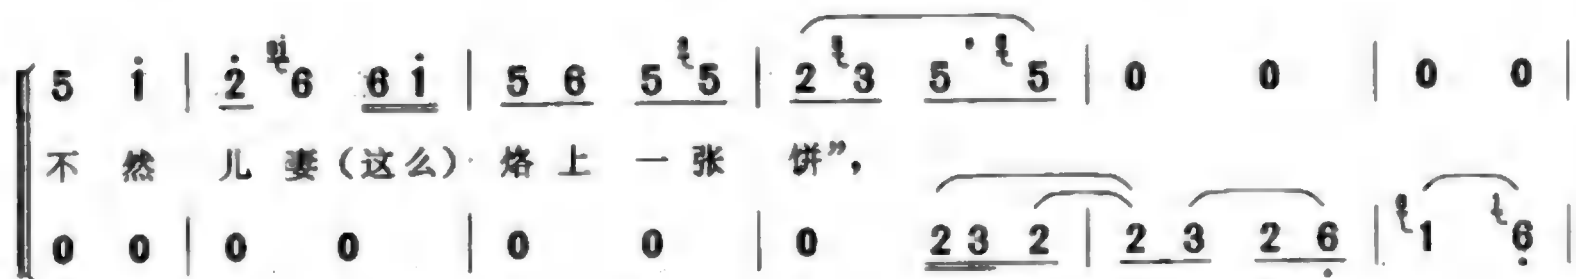 5 i | 2 6 6 i | 5 6 5 5 | 2 3 5 · 5 | 0 0 | 0 0 |
不 然 儿 妻（这么） 烙 上 一 张 饼”，
0 0 | 0 0 | 0 0 | 0 2 3 2 | 2 3 2 6 | 1 6 |